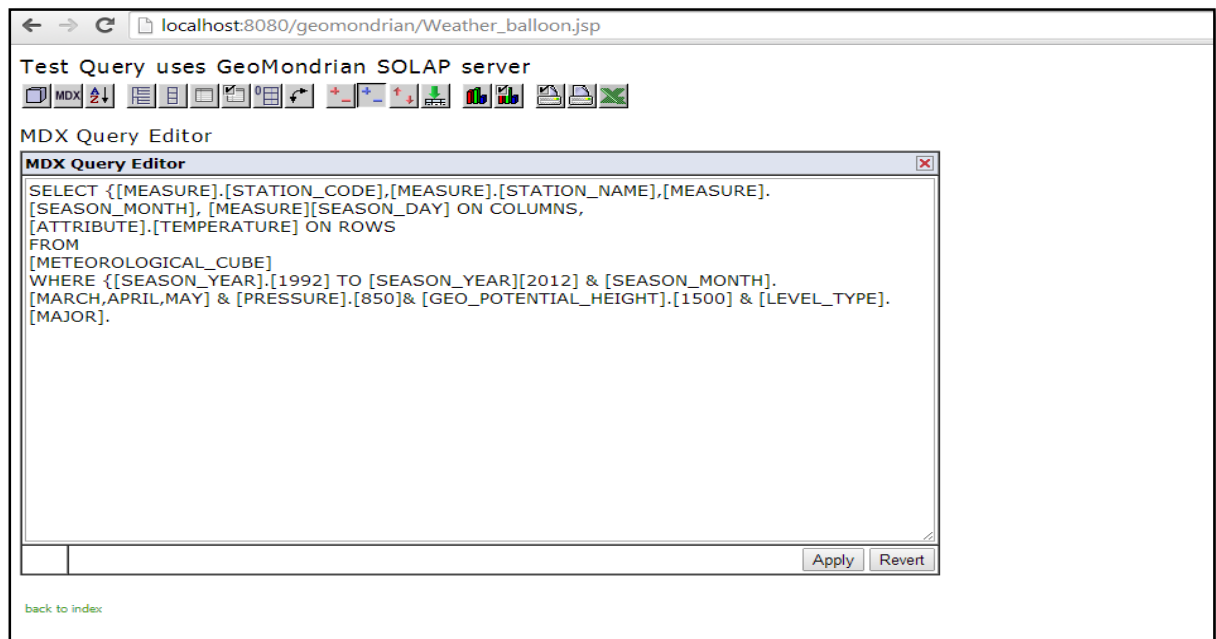 localhost:8080/geomondrian/Weather_balloon.jsp
Test Query uses GeoMondrian SOLAP server
MDX
MDX Query Editor
MDX Query Editor
SELECT {[MEASURE].[STATION_CODE],[MEASURE].[STATION_NAME],[MEASURE].
[SEASON_MONTH], [MEASURE][SEASON_DAY] ON COLUMNS,
[ATTRIBUTE].[TEMPERATURE] ON ROWS
FROM
[METEOROLOGICAL_CUBE]
WHERE {[SEASON_YEAR].[1992] TO [SEASON_YEAR][2012] & [SEASON_MONTH].
[MARCH,APRIL,MAY] & [PRESSURE].[850]& [GEO_POTENTIAL_HEIGHT].[1500] & [LEVEL_TYPE].
[MAJOR].
Apply Revert
back to index